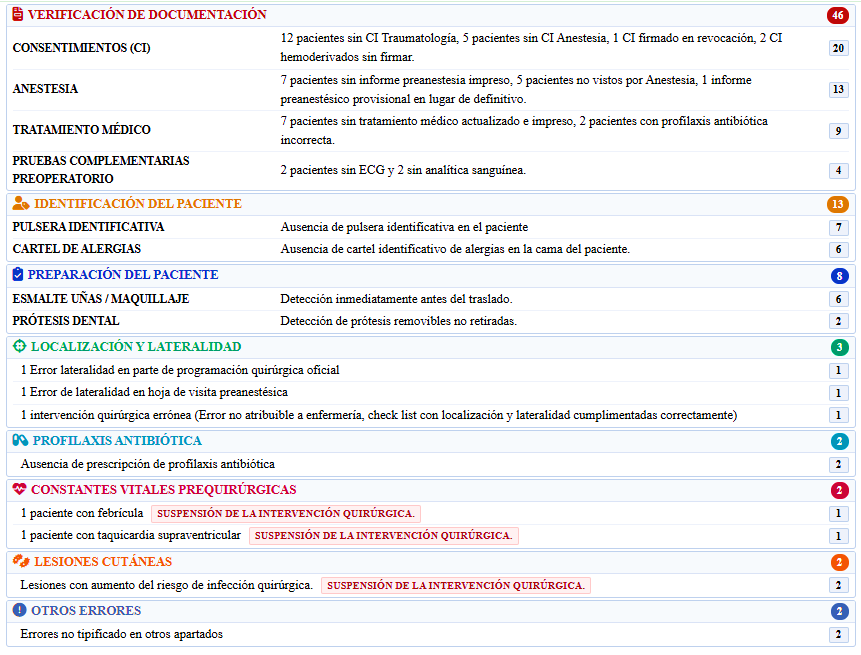 VERIFICACIÓN DE DOCUMENTACIÓN 46
CONSENTIMIENTOS (CI) 12 pacientes sin CI Traumatología, 5 pacientes sin CI Anestesia, 1 CI firmado en revocación, 2 CI
hemoderivados sin firmar. 20
ANESTESIA 7 pacientes sin informe preanestesia impreso, 5 pacientes no vistos por Anestesia, 1 informe
preanestésico provisional en lugar de definitivo. 13
TRATAMIENTO MÉDICO 7 pacientes sin tratamiento médico actualizado e impreso, 2 pacientes con profilaxis antibiótica
incorrecta. 9
PRUEBAS COMPLEMENTARIAS
PREOPERATORIO 2 pacientes sin ECG y 2 sin analítica sanguínea. 4
IDENTIFICACIÓN DEL PACIENTE 13
PULSERA IDENTIFICATIVA Ausencia de pulsera identificativa en el paciente 7
CARTEL DE ALERGIAS Ausencia de cartel identificativo de alergias en la cama del paciente. 6
PREPARACIÓN DEL PACIENTE 8
ESMALTE UÑAS / MAQUILLAJE Detección inmediatamente antes del traslado. 6
PRÓTESIS DENTAL Detección de prótesis removibles no retiradas. 2
LOCALIZACIÓN Y LATERALIDAD 3
1 Error lateralidad en parte de programación quirúrgica oficial 1
1 Error de lateralidad en hoja de visita preanestésica 1
1 intervención quirúrgica errónea (Error no atribuible a enfermería, check list con localización y lateralidad cumplimentadas correctamente) 1
PROFILAXIS ANTIBIÓTICA 2
Ausencia de prescripción de profilaxis antibiótica 2
CONSTANTES VITALES PREQUIRÚRGICAS 2
1 paciente con febrícula SUSPENSIÓN DE LA INTERVENCIÓN QUIRÚRGICA. 1
1 paciente con taquicardia supraventricular SUSPENSIÓN DE LA INTERVENCIÓN QUIRÚRGICA. 1
LESIONES CUTÁNEAS 2
Lesiones con aumento del riesgo de infección quirúrgica. SUSPENSIÓN DE LA INTERVENCIÓN QUIRÚRGICA. 2
OTROS ERRORES 2
Errores no tipificado en otros apartados 2